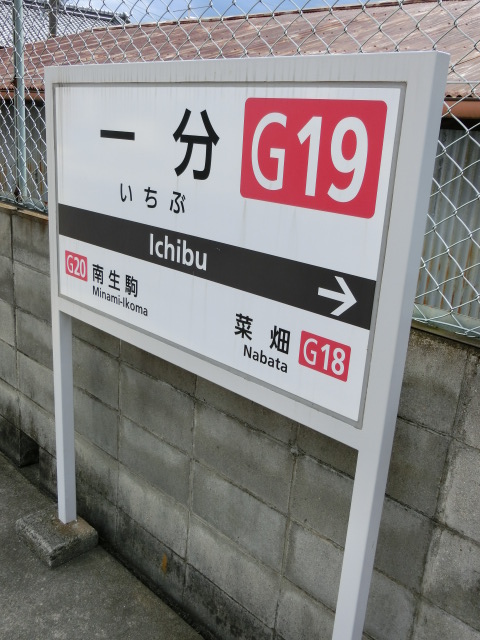 一分 G19
いちぶ
Ichibu
G20 南生駒
Minami-Ikoma
菜畑 G18
Nabata